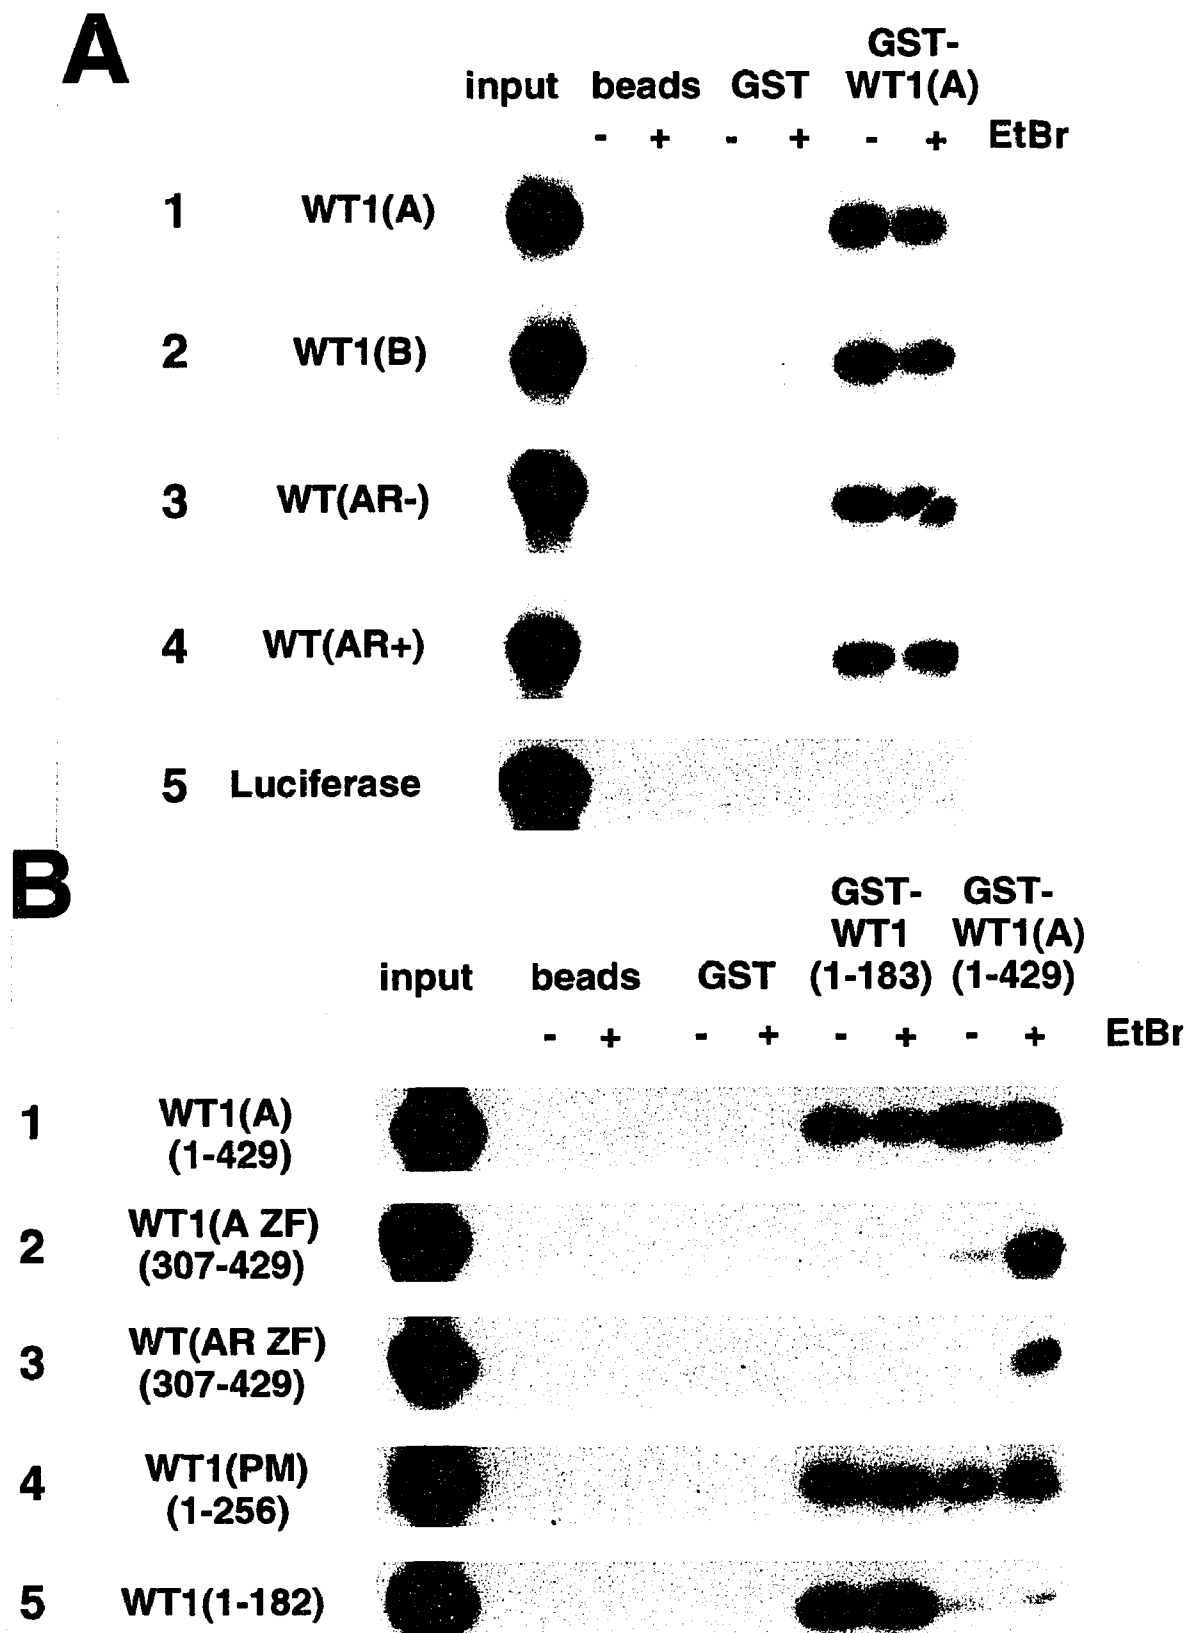 A
GST-
input beads GST WT1(A)
- + - + - + EtBr
1 WT1(A)
2 WT1(B)
3 WT(AR-)
4 WT(AR+)
5 Luciferase
B
GST- GST-
WT1 WT1(A)
input beads GST (1-183) (1-429)
- + - + - + - + EtBr
1 WT1(A)
(1-429)
2 WT1(A ZF)
(307-429)
3 WT(AR ZF)
(307-429)
4 WT1(PM)
(1-256)
5 WT1(1-182)